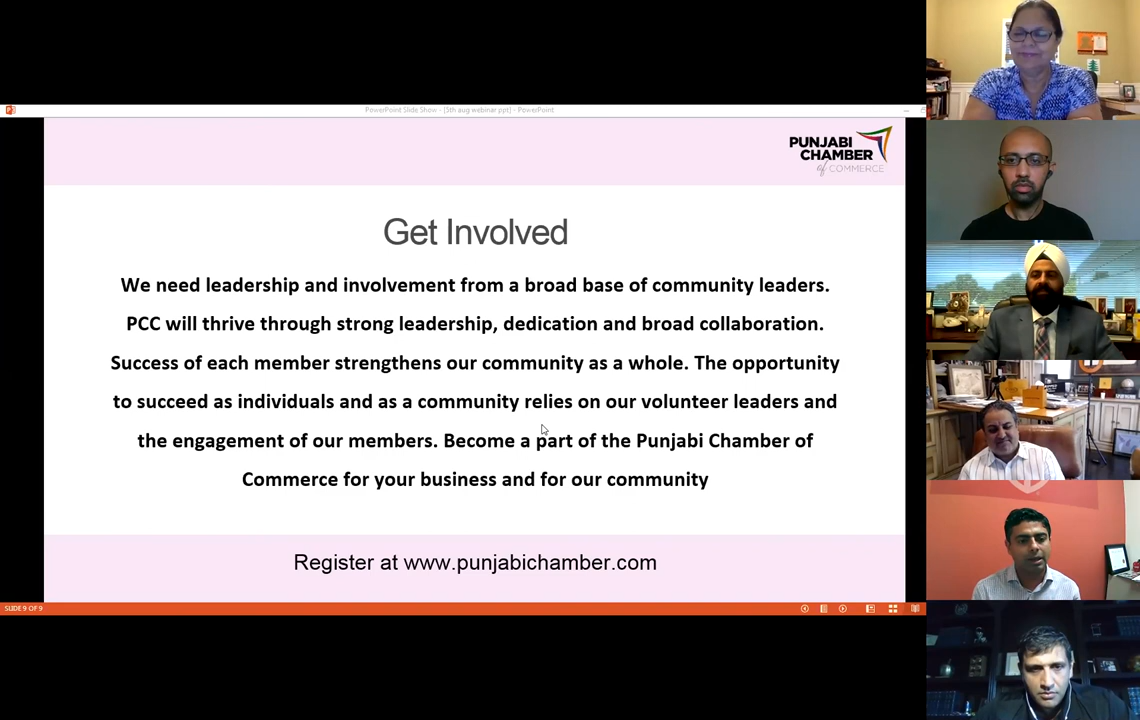 PowerPoint Slide Show - [5th aug webinar.ppt] - PowerPoint
PUNJABI
CHAMBER
of COMMERCE
Get Involved
We need leadership and involvement from a broad base of community leaders.
PCC will thrive through strong leadership, dedication and broad collaboration.
Success of each member strengthens our community as a whole. The opportunity
to succeed as individuals and as a community relies on our volunteer leaders and
the engagement of our members. Become a part of the Punjabi Chamber of
Commerce for your business and for our community
Register at www.punjabichamber.com
SLIDE 9 OF 9